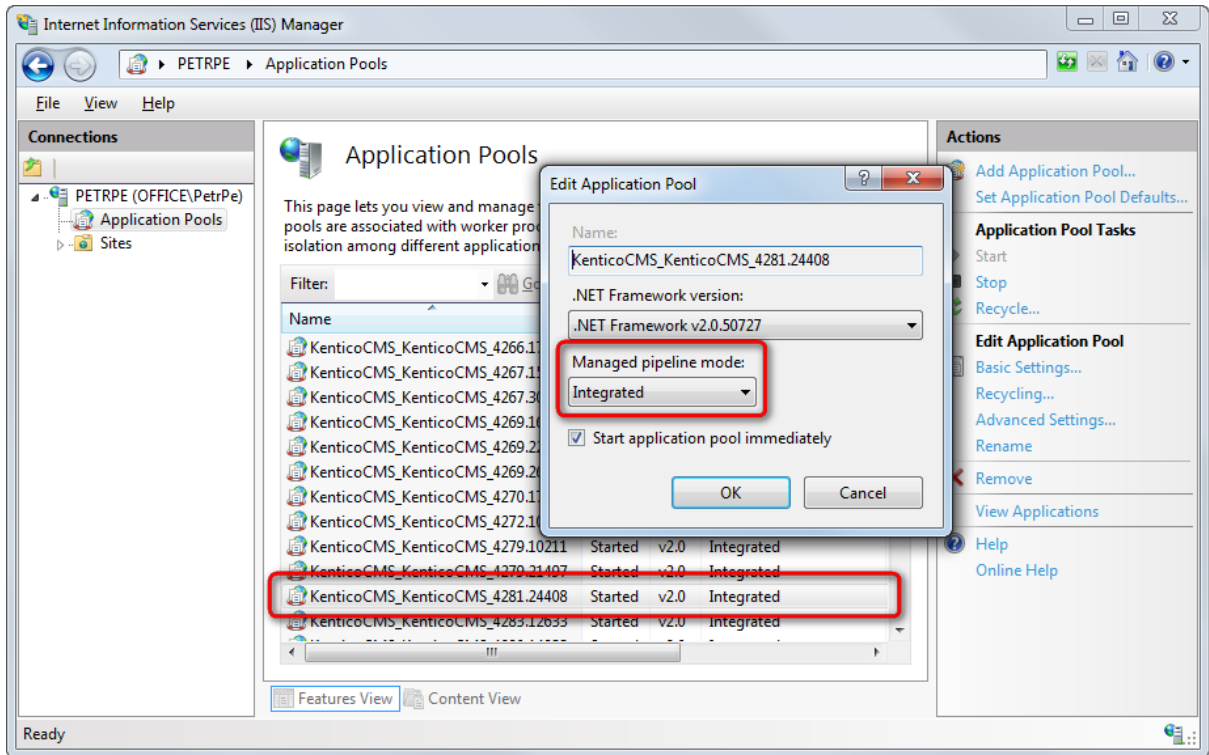 Internet Information Services (IIS) Manager
PETRPE Application Pools
File View Help
Connections
PETRPE (OFFICE\PetrPe)
Application Pools
Sites
Application Pools
This page lets you view and manage
pools are associated with worker
isolation among different application
Filter:
Name
KenticoCMS_KenticoCMS_4266.1
KenticoCMS_KenticoCMS_4267.1
KenticoCMS_KenticoCMS_4267.30
KenticoCMS_KenticoCMS_4269.1
KenticoCMS_KenticoCMS_4269.2
KenticoCMS_KenticoCMS_4269.20
KenticoCMS_KenticoCMS_4270.1
KenticoCMS_KenticoCMS_4272.10
KenticoCMS_KenticoCMS_4279.10211 Started v2.0 Integrated
KenticoCMS_KenticoCMS_4279.21497 Started v2.0 Integrated
KenticoCMS_KenticoCMS_4281.24408 Started v2.0 Integrated
KenticoCMS_KenticoCMS_4283.12633 Started v2.0 Integrated
Features View Content View
Edit Application Pool
Name:
KenticoCMS_KenticoCMS_4281.24408
.NET Framework version:
.NET Framework v2.0.50727
Managed pipeline mode:
Integrated
Start application pool immediately
OK Cancel
Actions
Add Application Pool...
Set Application Pool Defaults...
Application Pool Tasks
Start
Stop
Recycle...
Edit Application Pool
Basic Settings...
Recycling...
Advanced Settings...
Rename
Remove
View Applications
Help
Online Help
Ready